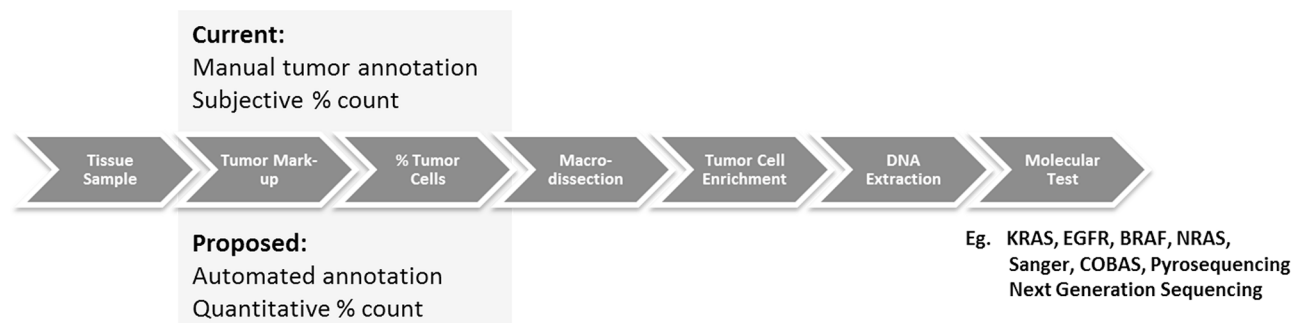 Current:
Manual tumor annotation
Subjective % count
Tissue
Sample
Tumor Mark-
up
% Tumor
Cells
Macro-
dissection
Tumor Cell
Enrichment
DNA
Extraction
Molecular
Test
Proposed:
Automated annotation
Quantitative % count
Eg. KRAS, EGFR, BRAF, NRAS,
Sanger, COBAS, Pyrosequencing
Next Generation Sequencing